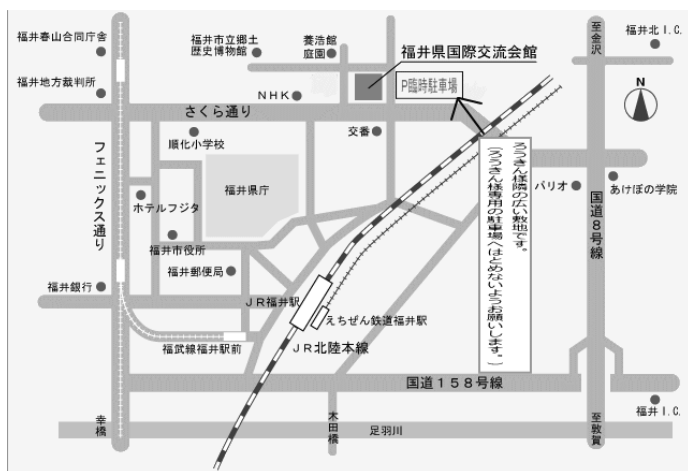 福井春山合同庁舎
福井市立郷土
歴史博物館
養浩館
庭園
福井県国際交流会館
至金沢
福井北I.C.
福井地方裁判所
NHK
P臨時駐車場
N
さくら通り
順化小学校
交番
フェニックス通り
福井県庁
ろうきん様隣の広い敷地です。
(ろうきん様専用の駐車場へはとめないようお願いします。)
バリオ
あけぼの学院
国道8号線
ホテルフジタ
福井市役所
福井郵便局
福井銀行
JR福井駅
えちぜん鉄道福井駅
福武線福井駅前
JR北陸本線
国道158号線
福井I.C.
幸橋
木田橋
足羽川
至敦賀